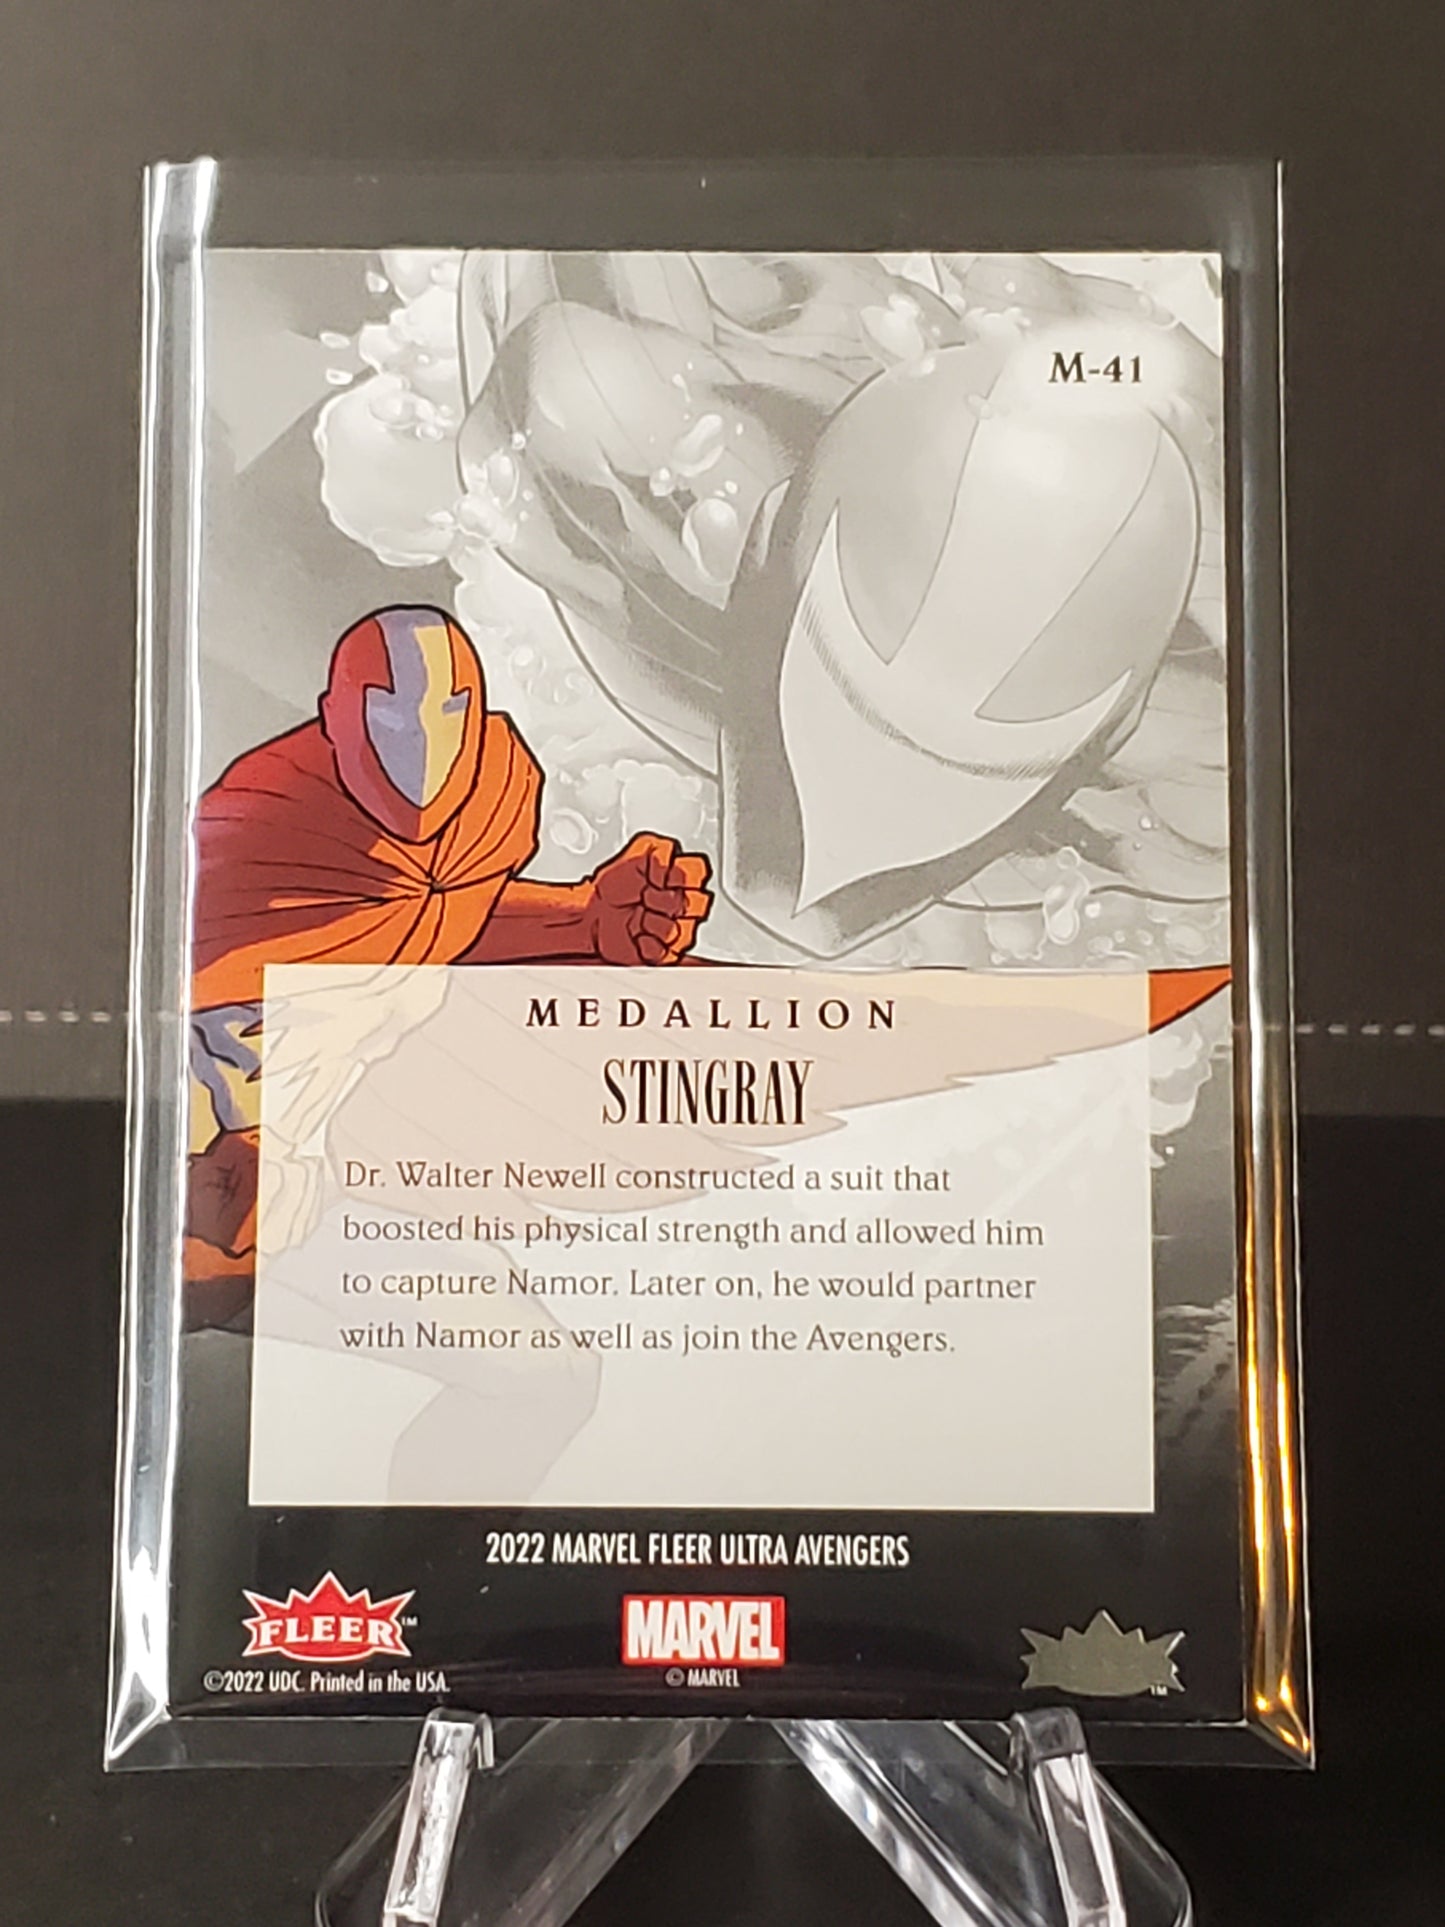 M-41
MEDALLION
STINGRAY
Dr. Walter Newell constructed a suit that
boosted his physical strength and allowed him
to capture Namor. Later on, he would partner
with Namor as well as join the Avengers.
2022 MARVEL FLEER ULTRA AVENGERS
FLEER™
MARVEL
©2022 UDC. Printed in the USA.
© MARVEL
TM